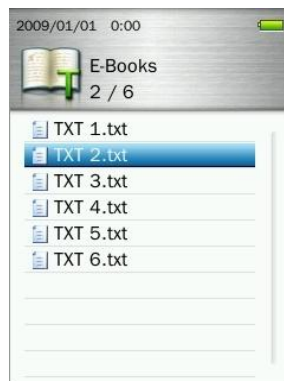 2009/01/01 0:00
E-Books
T
2 / 6
TXT 1.txt
TXT 2.txt
TXT 3.txt
TXT 4.txt
TXT 5.txt
TXT 6.txt